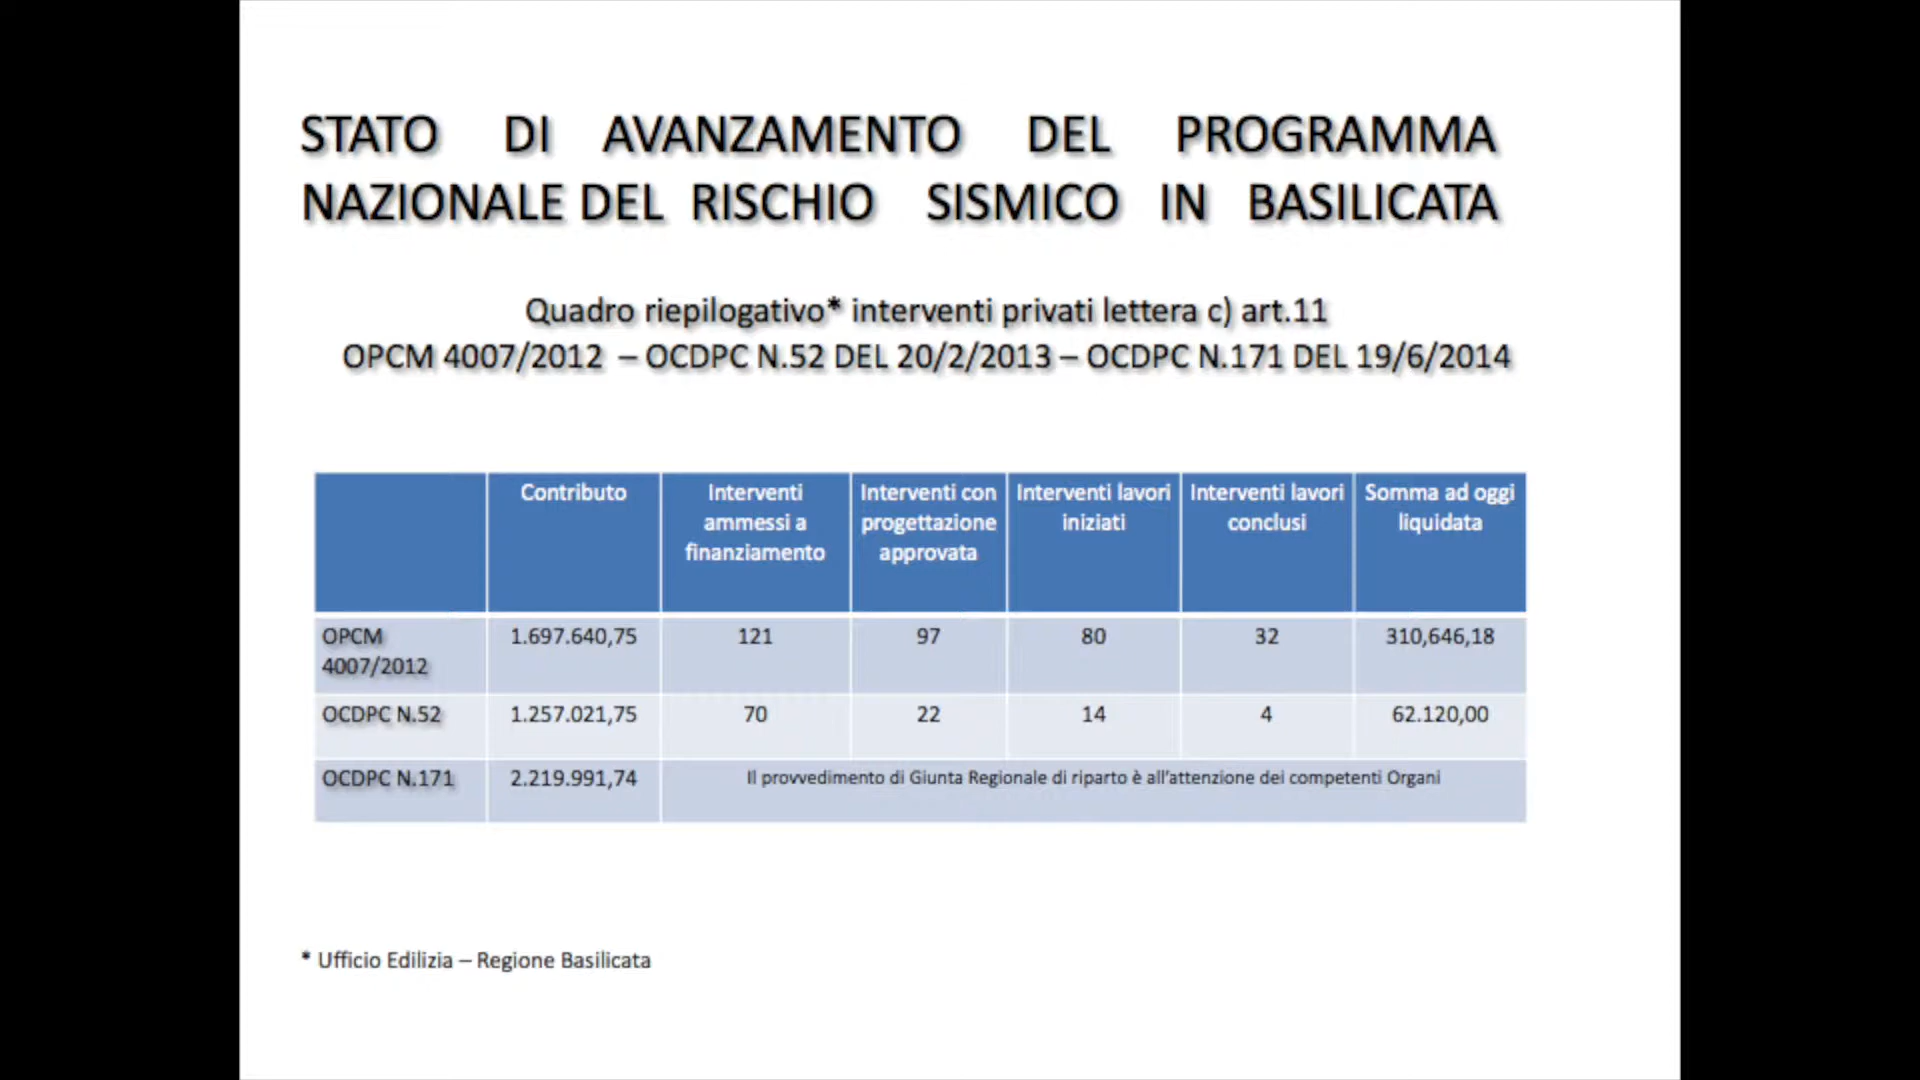 STATO DI AVANZAMENTO DEL PROGRAMMA
NAZIONALE DEL RISCHIO SISMICO IN BASILICATA
Quadro riepilogativo* interventi privati lettera c) art.11
OPCM 4007/2012 – OCDPC N.52 DEL 20/2/2013 – OCDPC N.171 DEL 19/6/2014
Contributo
Interventi
ammessi a
finanziamento
Interventi con
progettazione
approvata
Interventi lavori
iniziati
Interventi lavori
conclusi
Somma ad oggi
liquidata
OPCM
4007/2012
1.697.640,75
121
97
80
32
310,646,18
OCDPC N.52
1.257.021,75
70
22
14
4
62.120,00
OCDPC N.171
2.219.991,74
Il provvedimento di Giunta Regionale di riparto è all'attenzione dei competenti Organi
* Ufficio Edilizia – Regione Basilicata